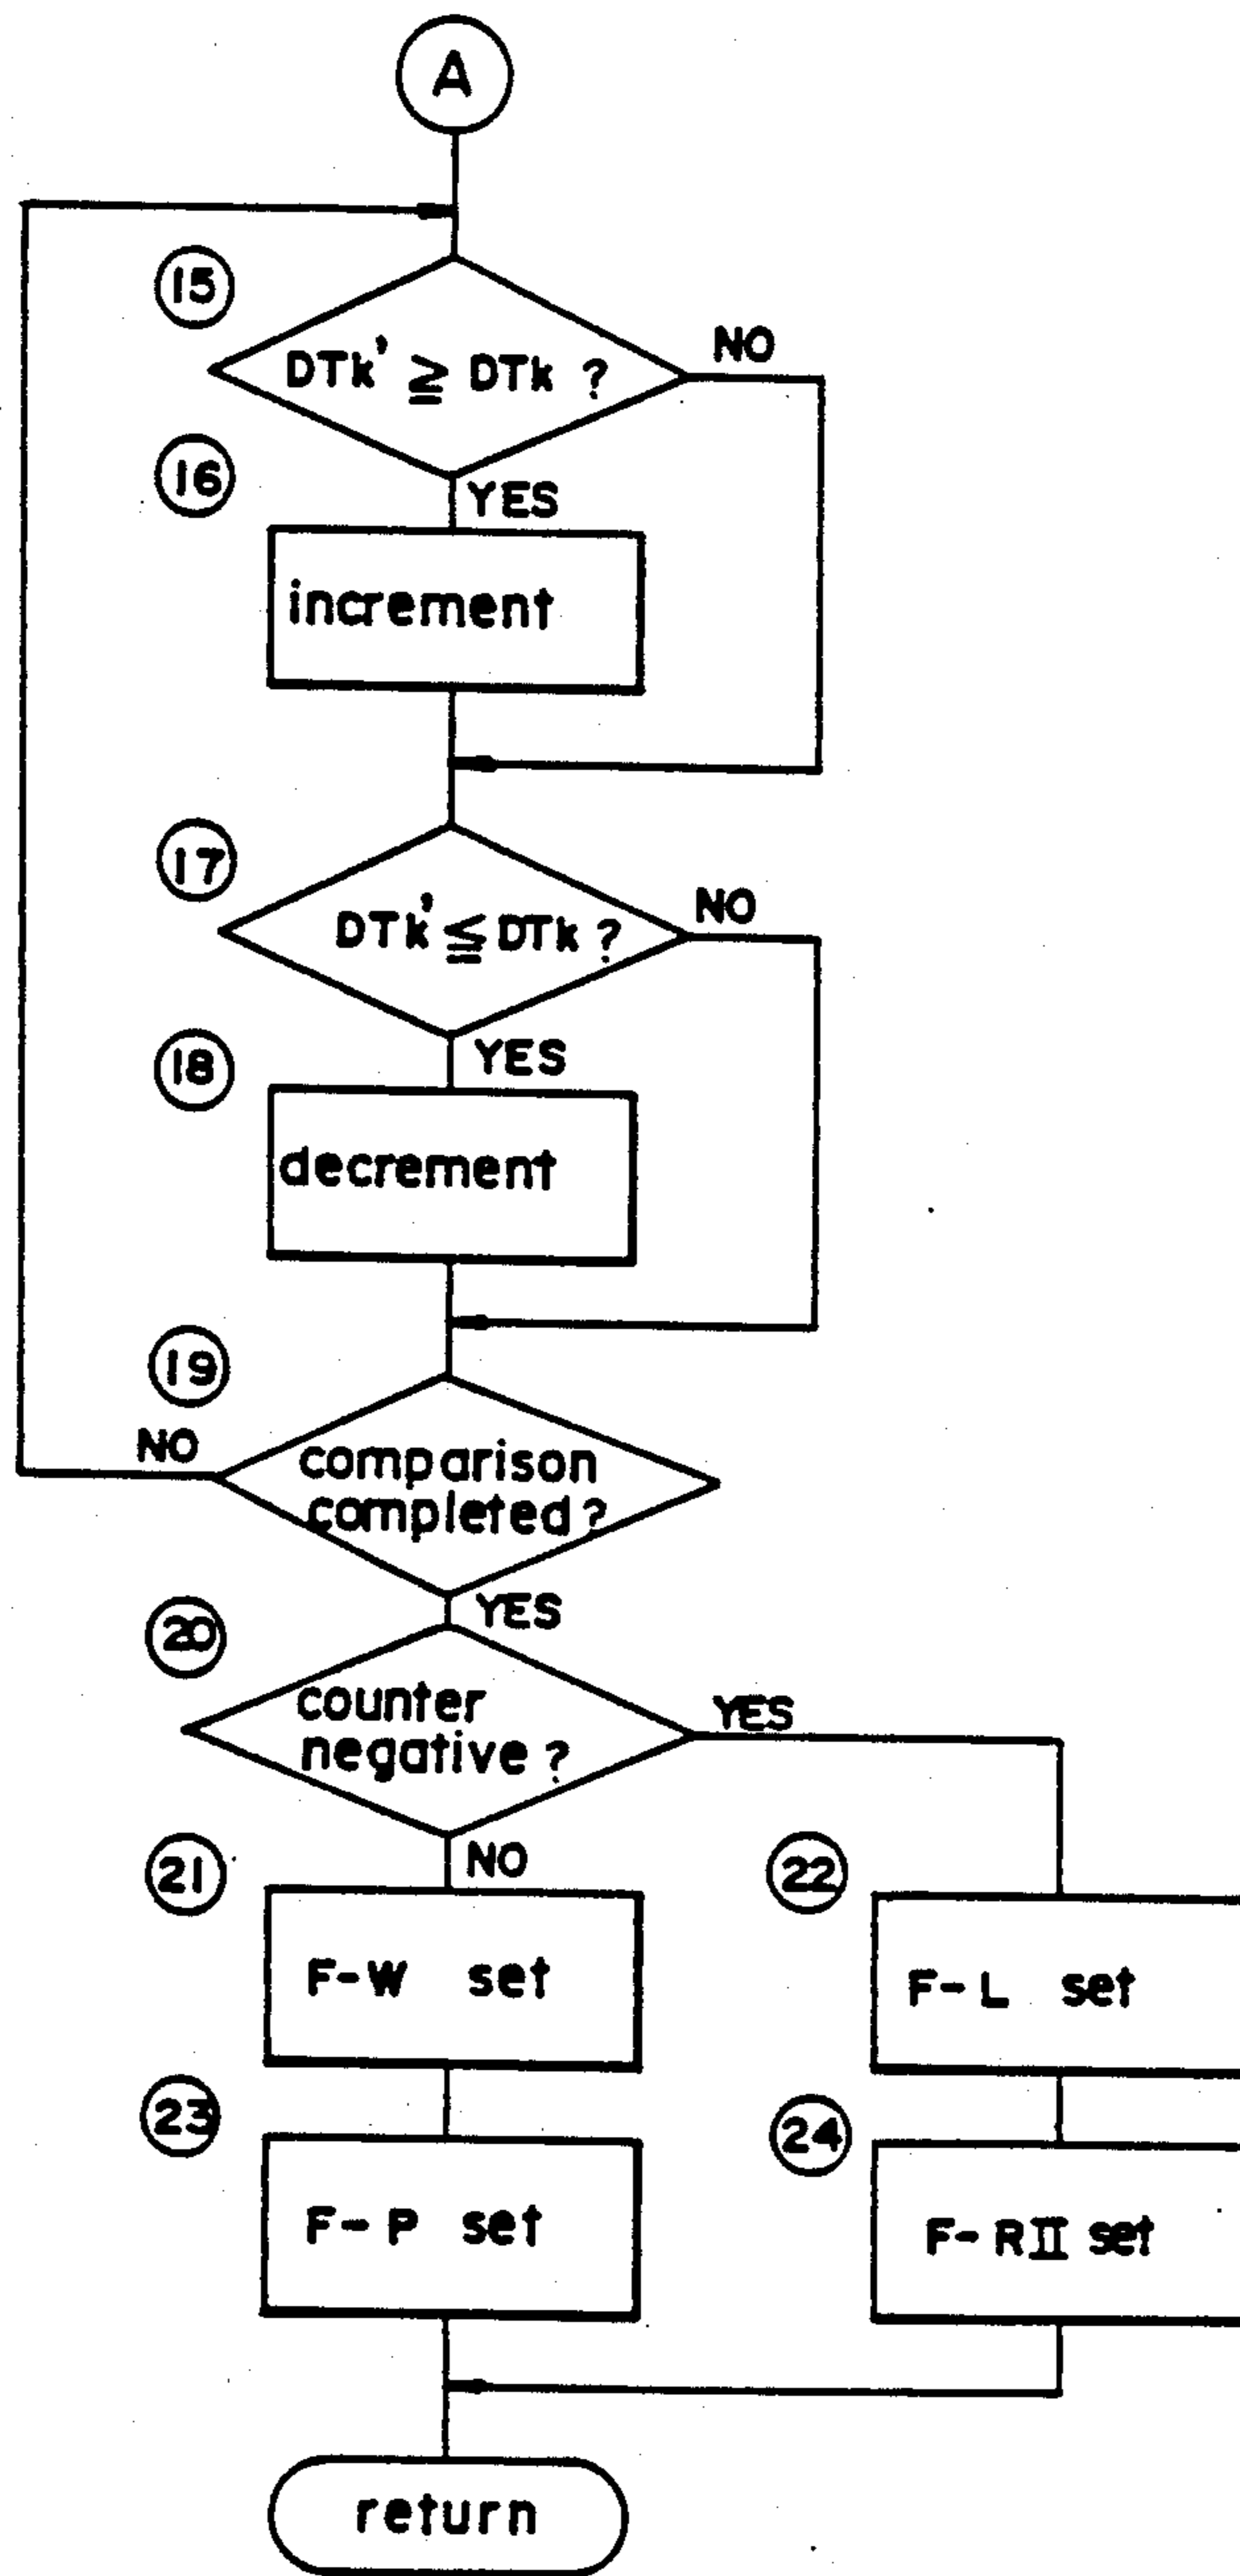 A
15
DTk' ≧ DTk ?
NO
16
YES
increment
17
DTk' ≦ DTk ?
NO
18
YES
decrement
19
NO
comparison
completed ?
YES
20
counter
negative ?
YES
21
NO
22
F-W set
F-L set
23
24
F-P set
F-RII set
return